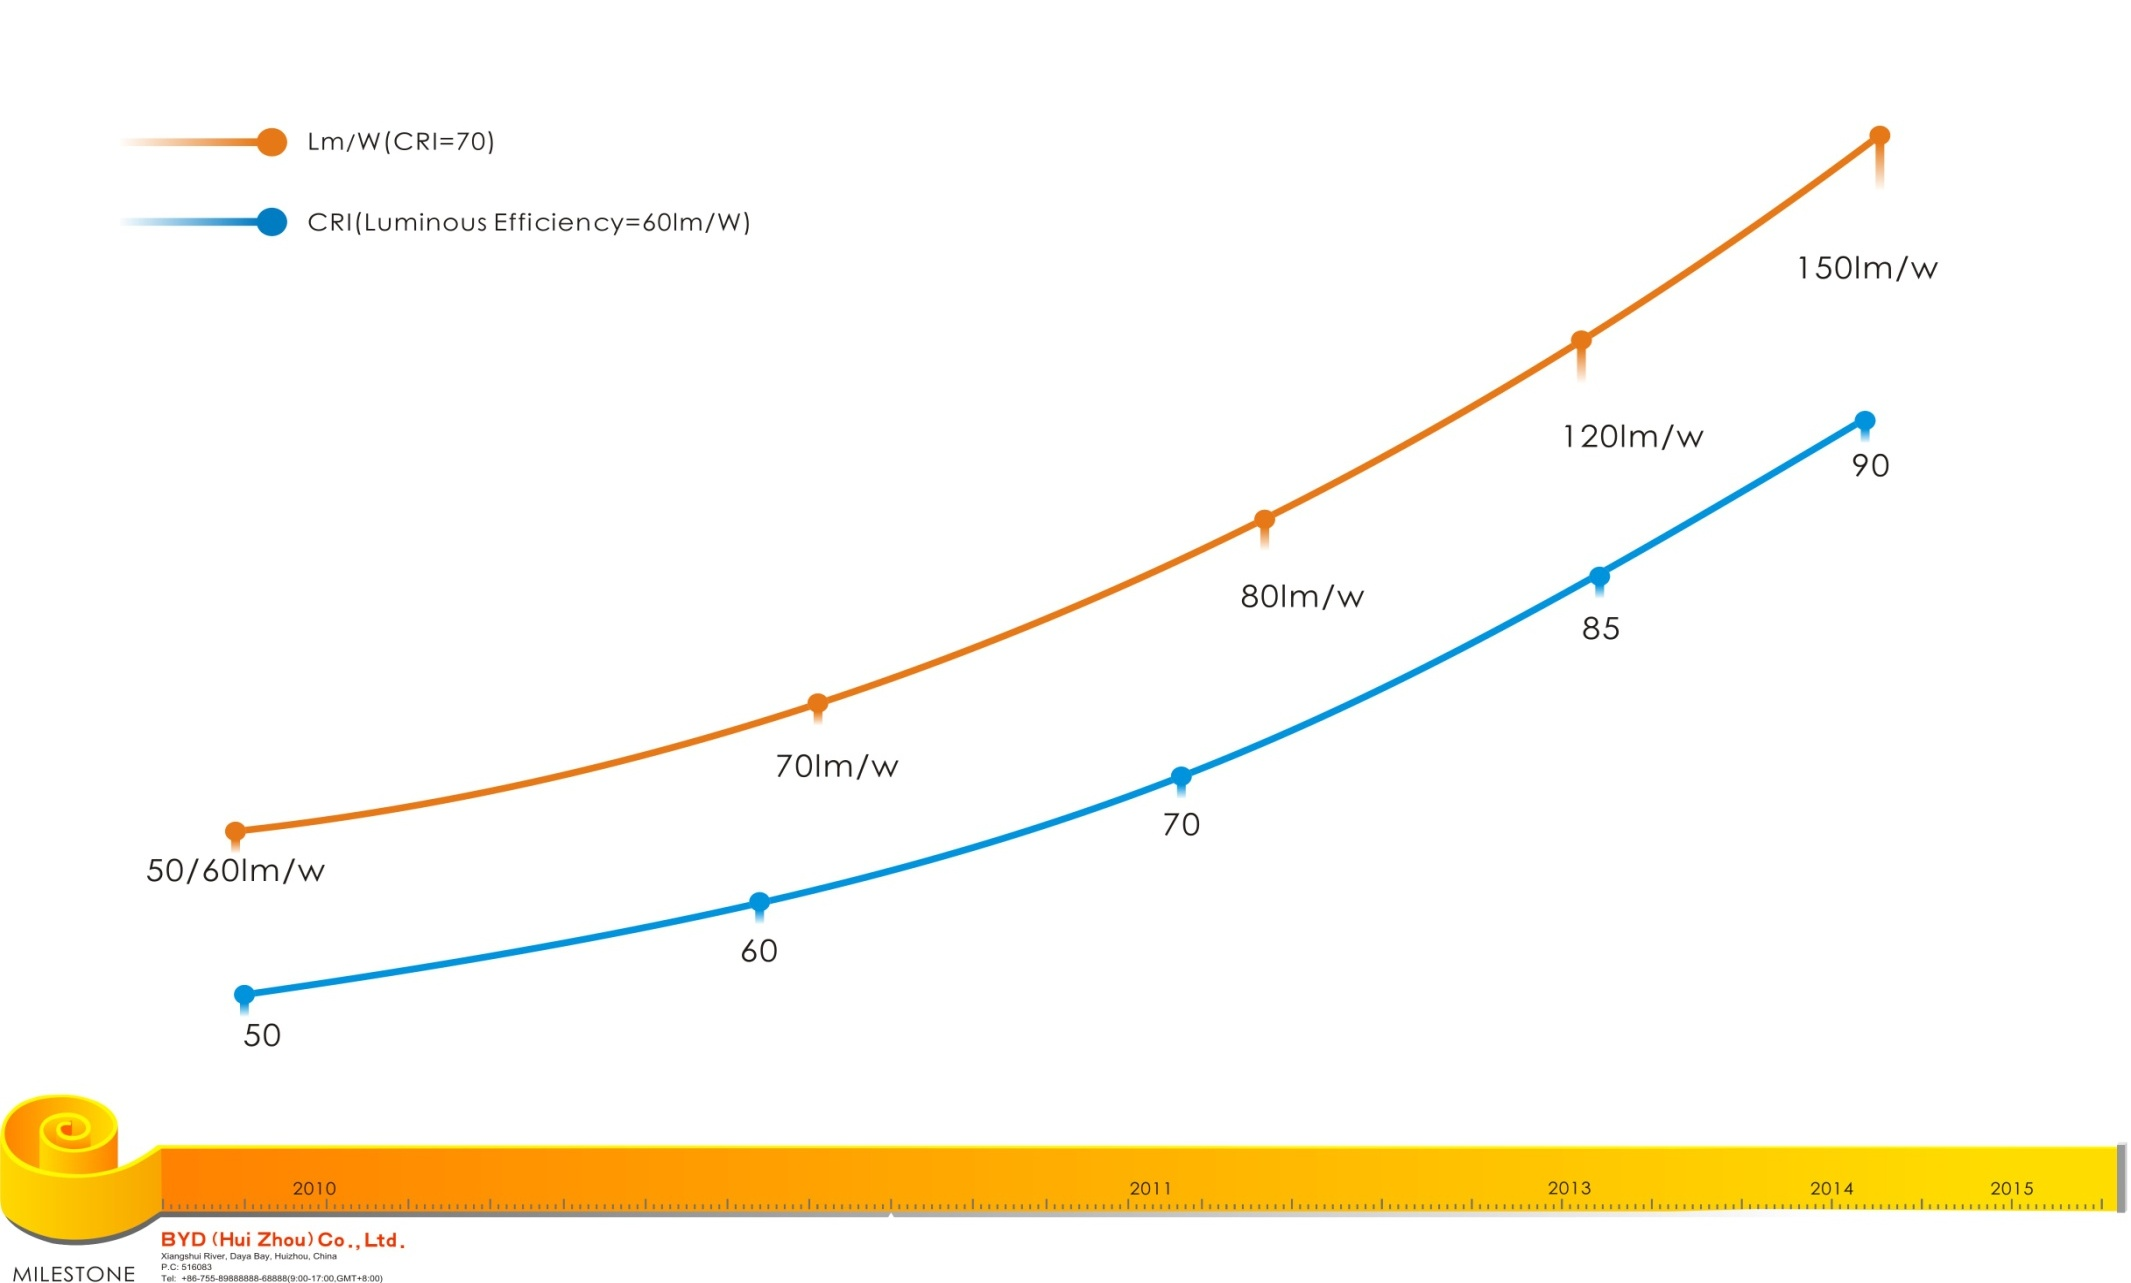 Lm/W(CRI=70)
CRI(Luminous Efficiency=60lm/W)
150lm/w
120lm/w
90
80lm/w
85
70lm/w
70
50/60lm/w
60
50
2010 2011 2013 2014 2015
BYD (Hui Zhou) Co., Ltd.
Xiangshui River, Daya Bay, Huizhou, China
P.C: 516083
Tel: +86-755-89888888-68888(9:00-17:00,GMT+8:00)
MILESTONE